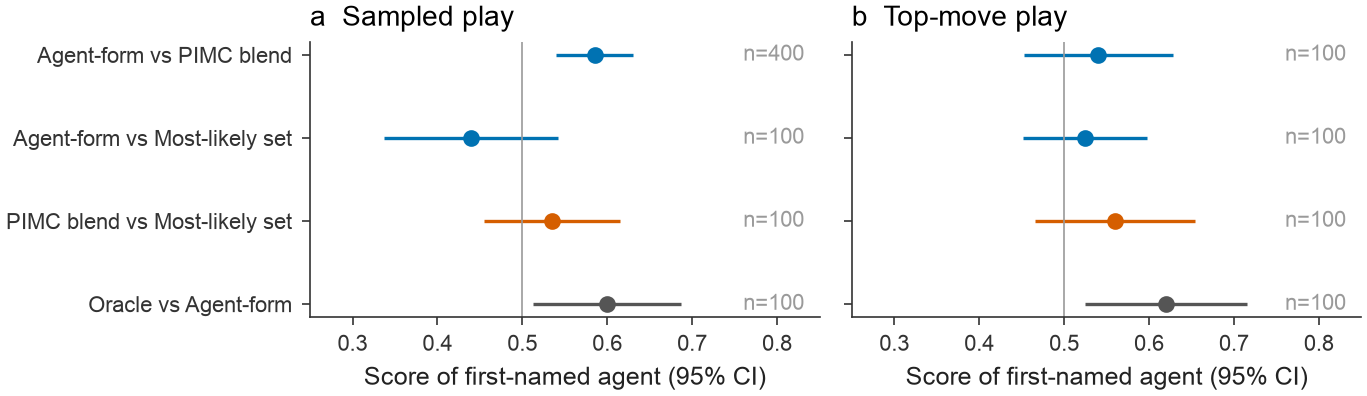 a Sampled play
b Top-move play
Agent-form vs PIMC blend
n=400
n=100
Agent-form vs Most-likely set
n=100
n=100
PIMC blend vs Most-likely set
n=100
n=100
Oracle vs Agent-form
n=100
n=100
0.3 0.4 0.5 0.6 0.7 0.8
0.3 0.4 0.5 0.6 0.7 0.8
Score of first-named agent (95% CI)
Score of first-named agent (95% CI)